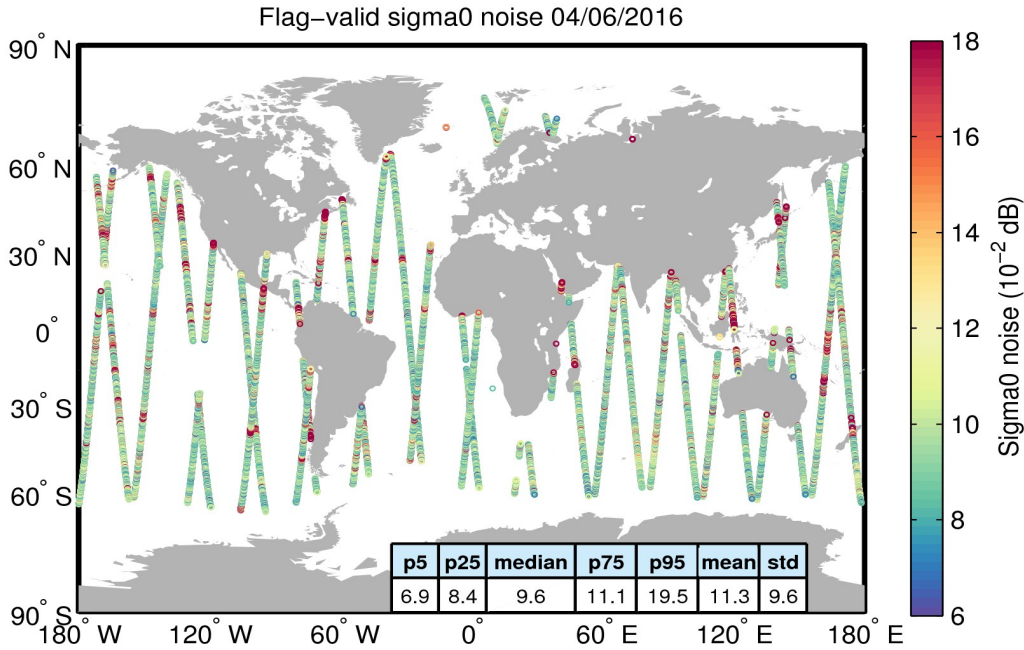 Flag−valid sigma0 noise 04/06/2016
90° N
60° N
30° N
0°
30° S
60° S
90° S
180° W
120° W
60° W
0°
60° E
120° E
180° E
p5 p25 median p75 p95 mean std
6.9 8.4 9.6 11.1 19.5 11.3 9.6
18
16
14
12
10
8
6
Sigma0 noise (10⁻² dB)